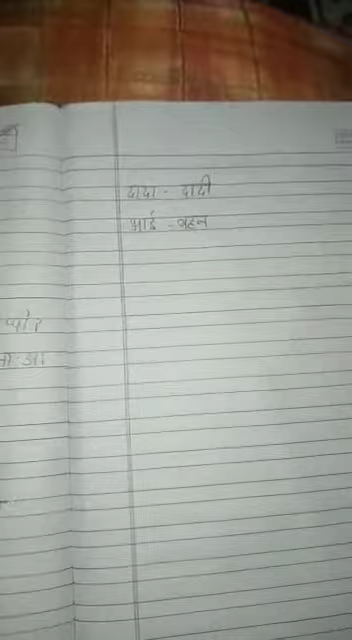 दादा - दादी
भाई - बहन